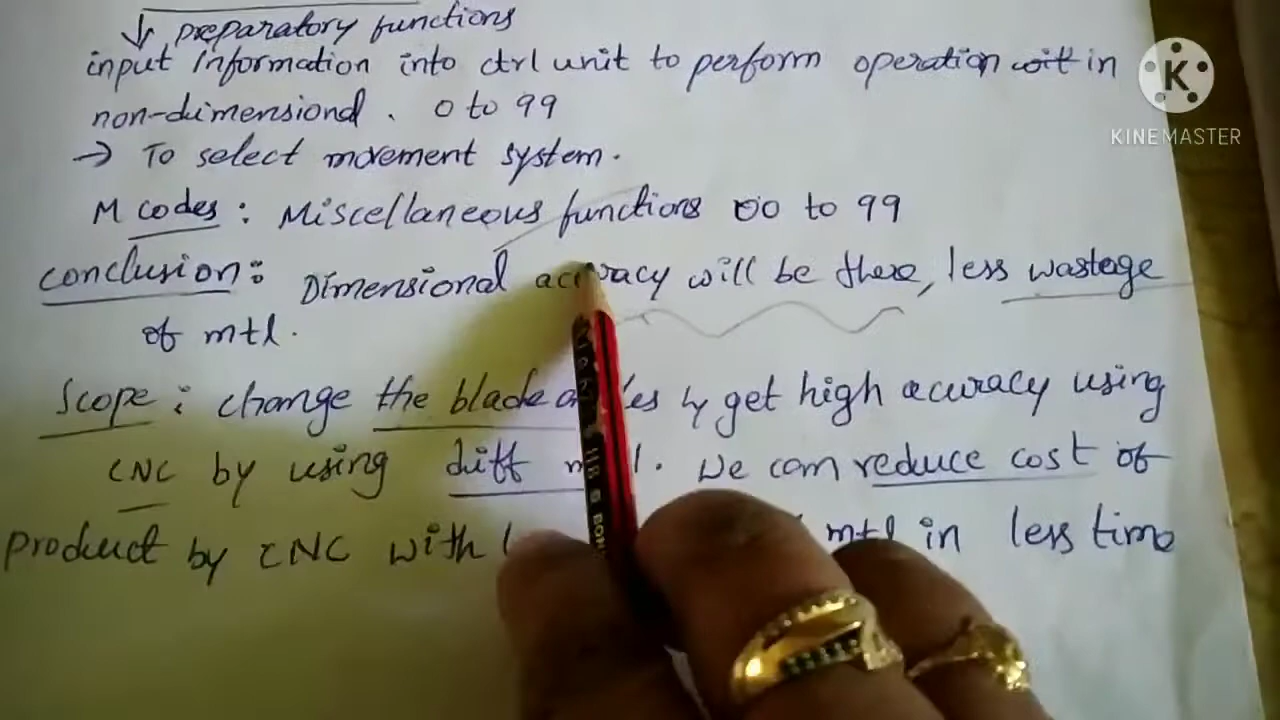 ↓ preparatory functions
input information into ctrl unit to perform operation in
non-dimensional. 0 to 99
→ To select movement system.
M codes: Miscellaneous functions 00 to 99
Conclusion: Dimensional accuracy will be there, less wastage
of mtl.
Scope: change the blade get high accuracy using
CNC by using diff We can reduce cost of
product by CNC with mtl in less time
K
KINEMASTER
HB